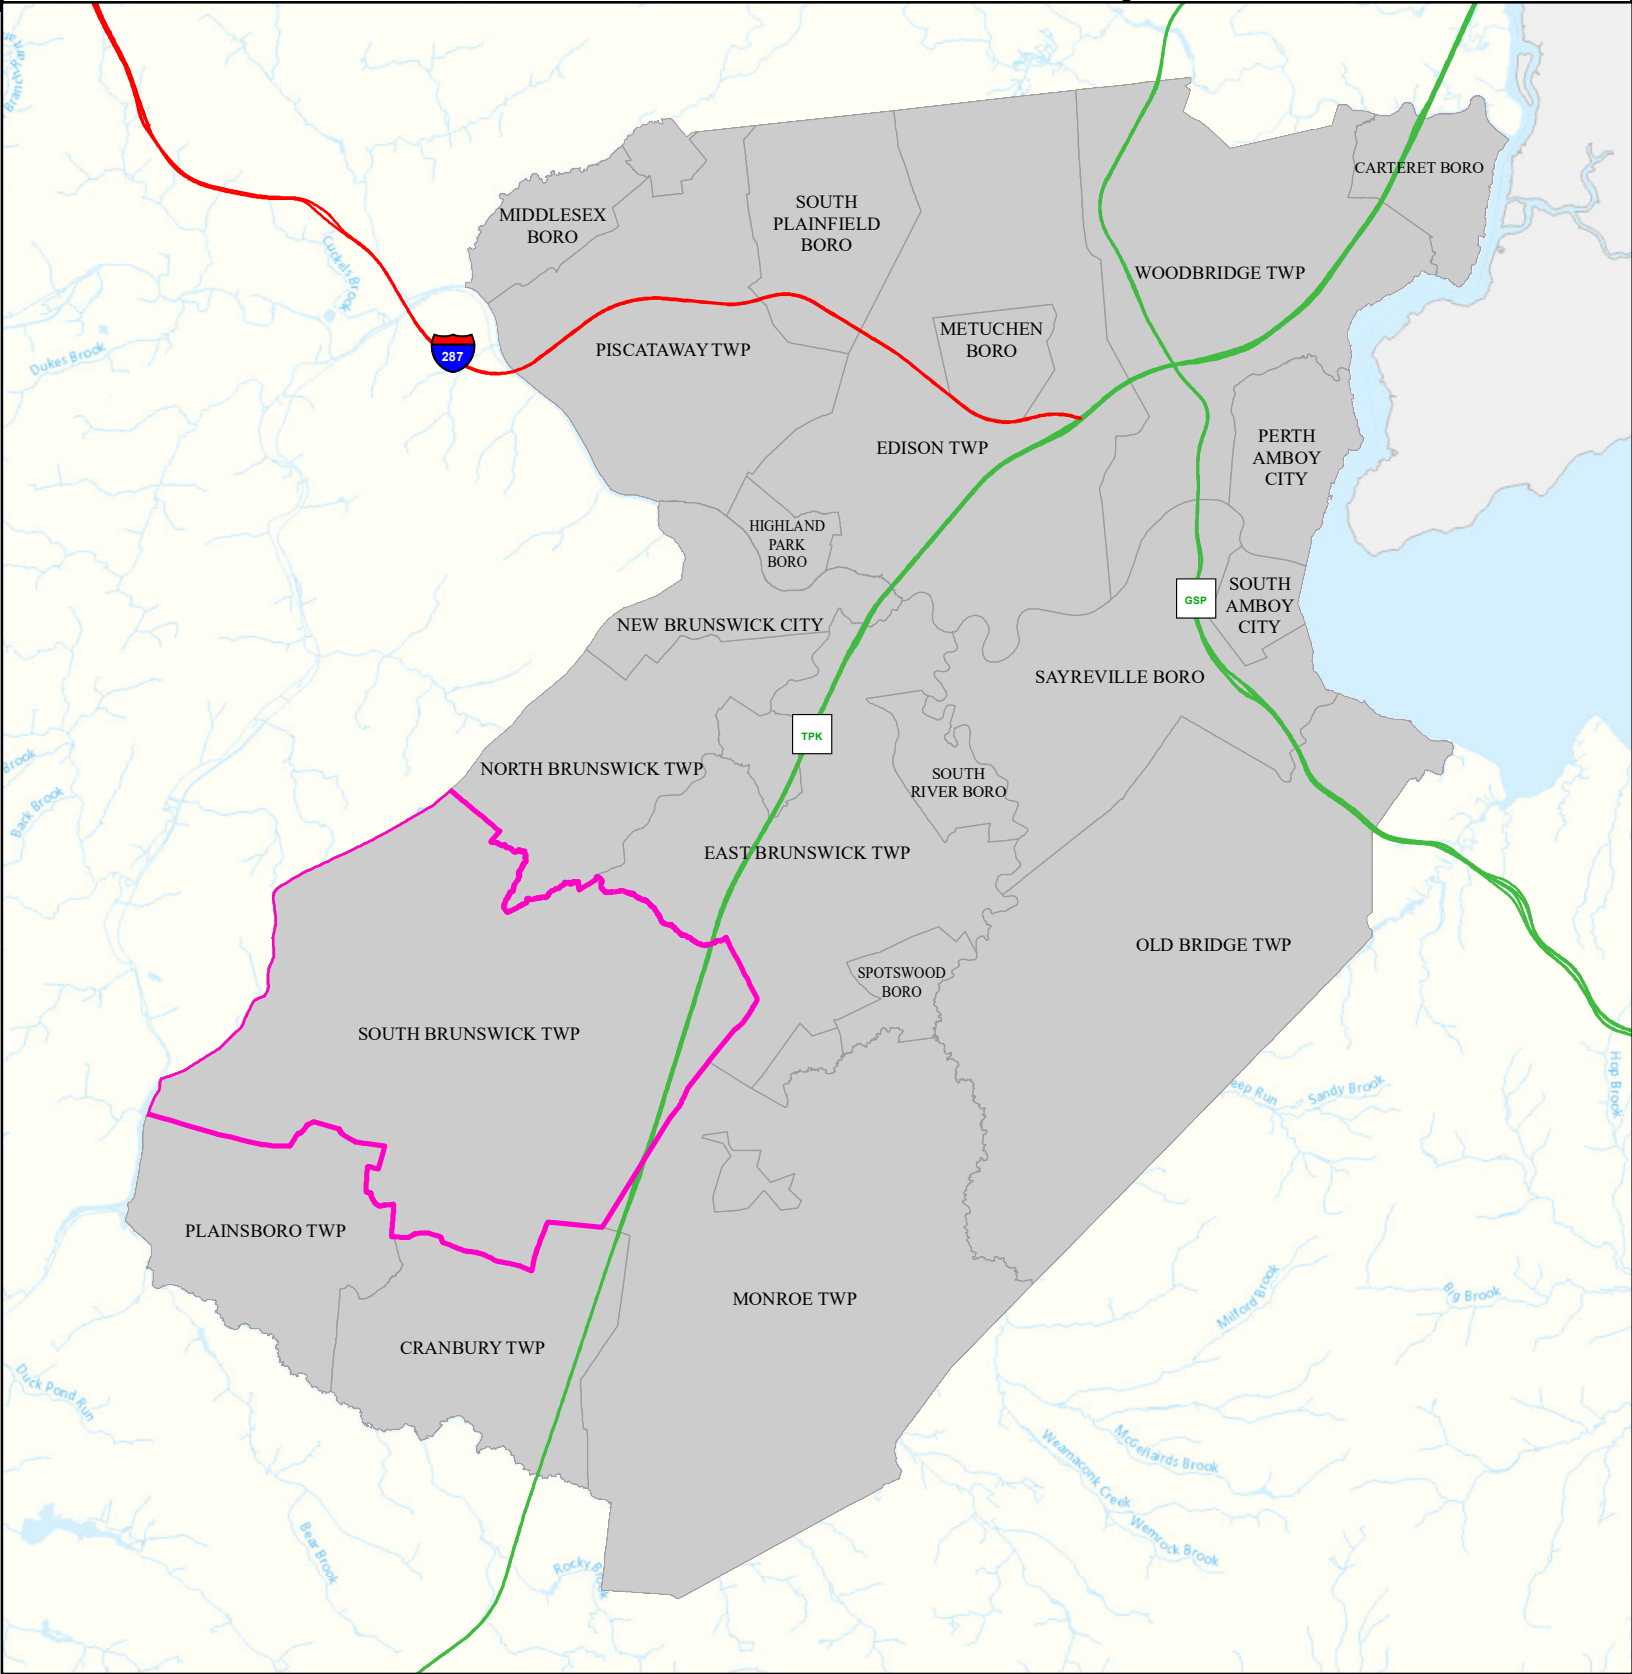 CARTERET BORO
MIDDLESEX
BORO
SOUTH
PLAINFIELD
BORO
WOODBRIDGE TWP
Cuckels Brook
METUCHEN
BORO
PISCATAWAY TWP
287
Dukes Brook
EDISON TWP
PERTH
AMBOY
CITY
HIGHLAND
PARK
BORO
GSP
SOUTH
AMBOY
CITY
NEW BRUNSWICK CITY
SAYREVILLE BORO
TPK
NORTH BRUNSWICK TWP
SOUTH
RIVER BORO
Brook
Back Brook
EAST BRUNSWICK TWP
OLD BRIDGE TWP
SPOTSWOOD
BORO
SOUTH BRUNSWICK TWP
eep Run
Sandy Brook
Hop Brook
PLAINSBORO TWP
MONROE TWP
Milford Brook
Big Brook
CRANBURY TWP
Duck Pond Run
McGellairds Brook
Weamaconk Creek
Wemrock Brook
Bear Brook
Rocky Brook